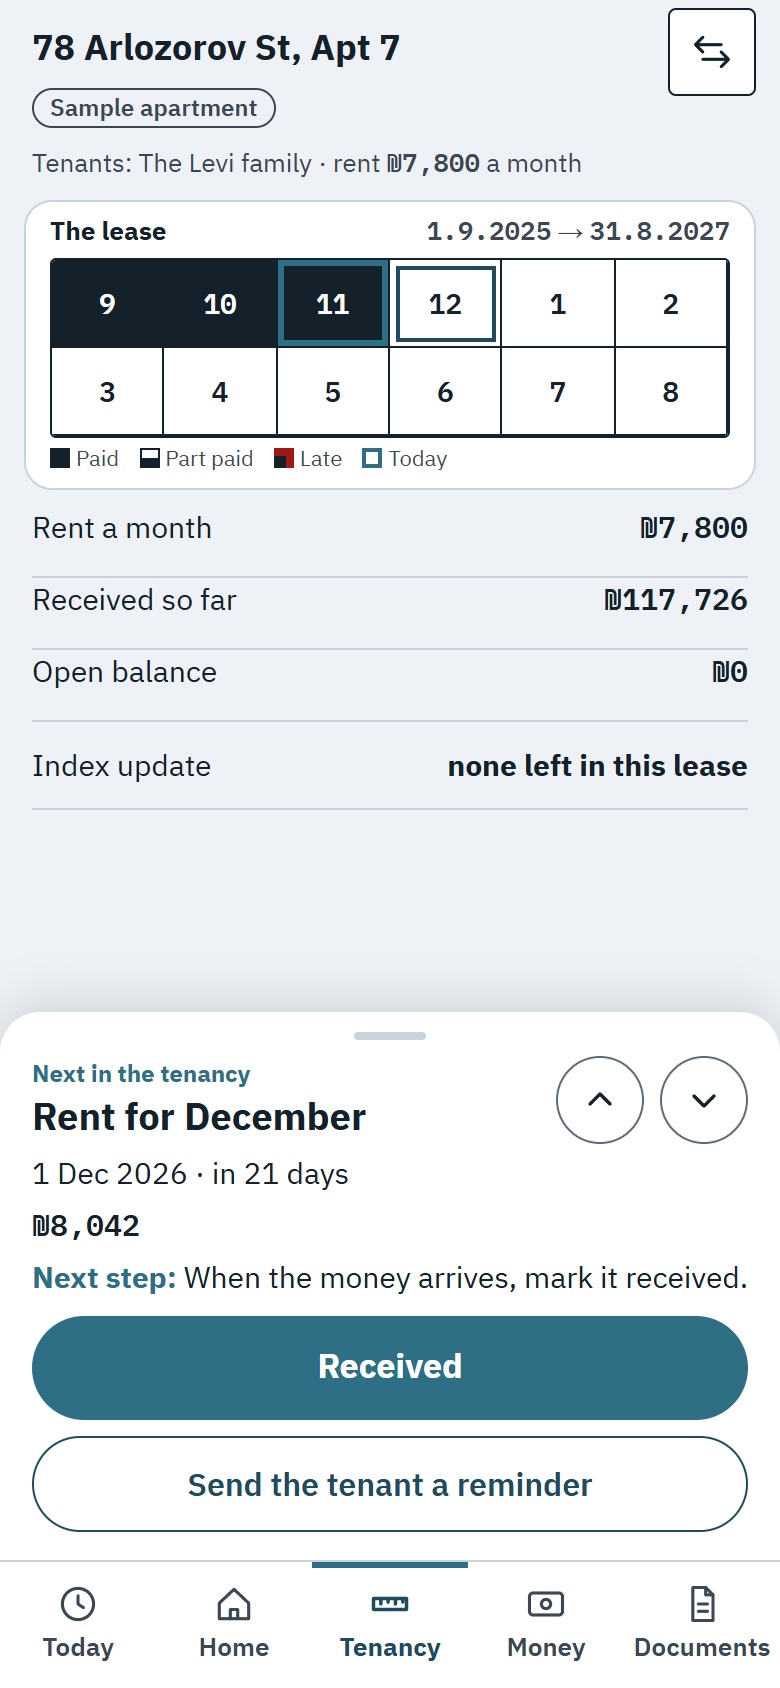 78 Arlozorov St, Apt 7
Sample apartment
Tenants: The Levi family · rent ₪7,800 a month
The lease 1.9.2025 → 31.8.2027
9 10 11 12 1 2
3 4 5 6 7 8
Paid Part paid Late Today
Rent a month ₪7,800
Received so far ₪117,726
Open balance ₪0
Index update none left in this lease
Next in the tenancy
Rent for December
1 Dec 2026 · in 21 days
₪8,042
Next step: When the money arrives, mark it received.
Received
Send the tenant a reminder
Today Home Tenancy Money Documents